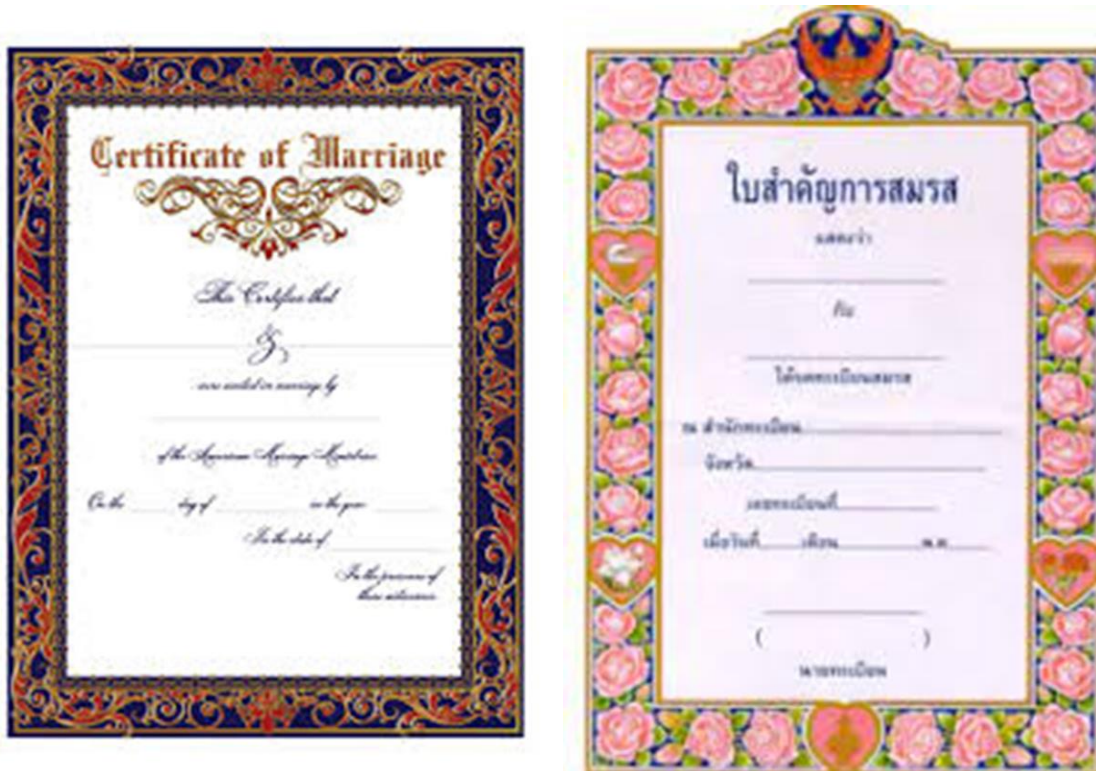 Certificate of Marriage
This Certifies that
&
were united in marriage by
of the American Marriage Ministries
On the day of in the year
In the state of
In the presence of
these witnesses
ใบสำคัญการสมรส
แสดงว่า
กับ
ได้จดทะเบียนสมรส
ณ สำนักทะเบียน
จังหวัด
เลขทะเบียนที่
เมื่อวันที่ เดือน พ.ศ.
( )
นายทะเบียน